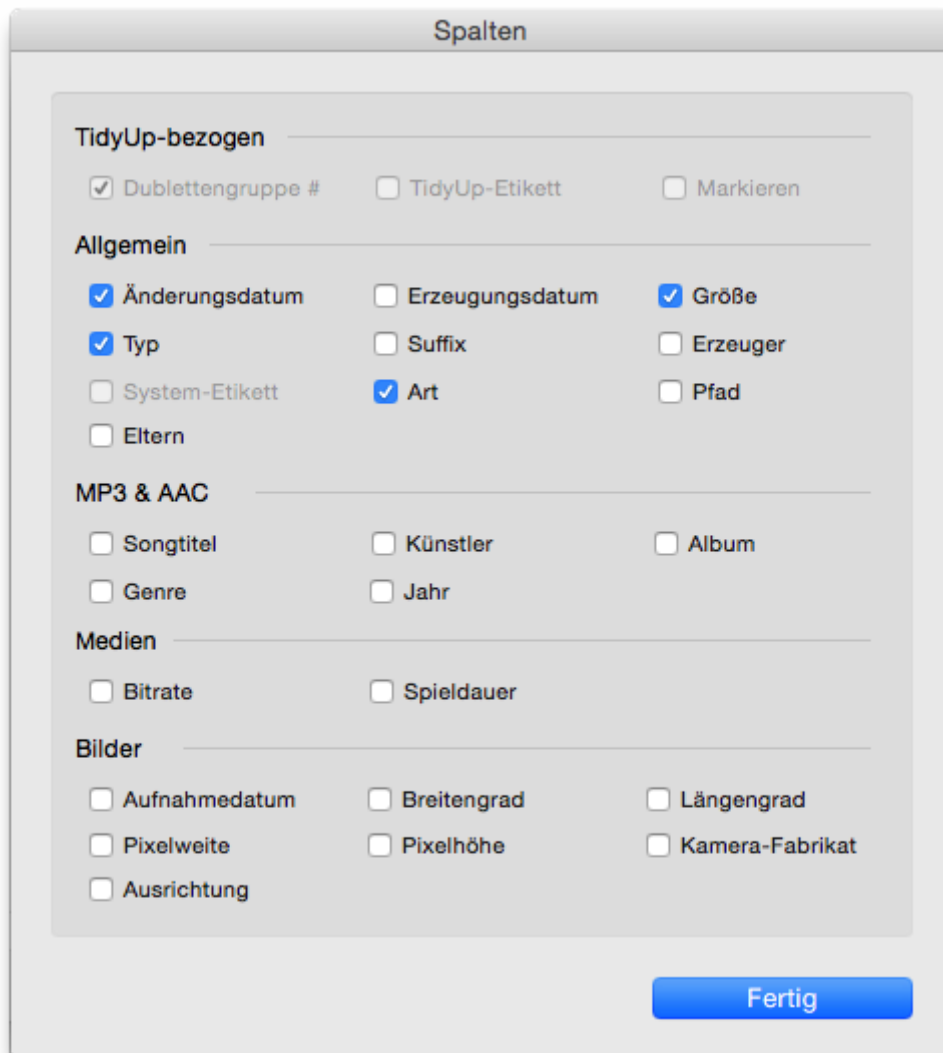 Spalten
TidyUp-bezogen
Dublettengruppe # TidyUp-Etikett Markieren
Allgemein
Änderungsdatum Erzeugungsdatum Größe
Typ Suffix Erzeuger
System-Etikett Art Pfad
Eltern
MP3 & AAC
Songtitel Künstler Album
Genre Jahr
Medien
Bitrate Spieldauer
Bilder
Aufnahmedatum Breitengrad Längengrad
Pixelweite Pixelhöhe Kamera-Fabrikat
Ausrichtung
Fertig